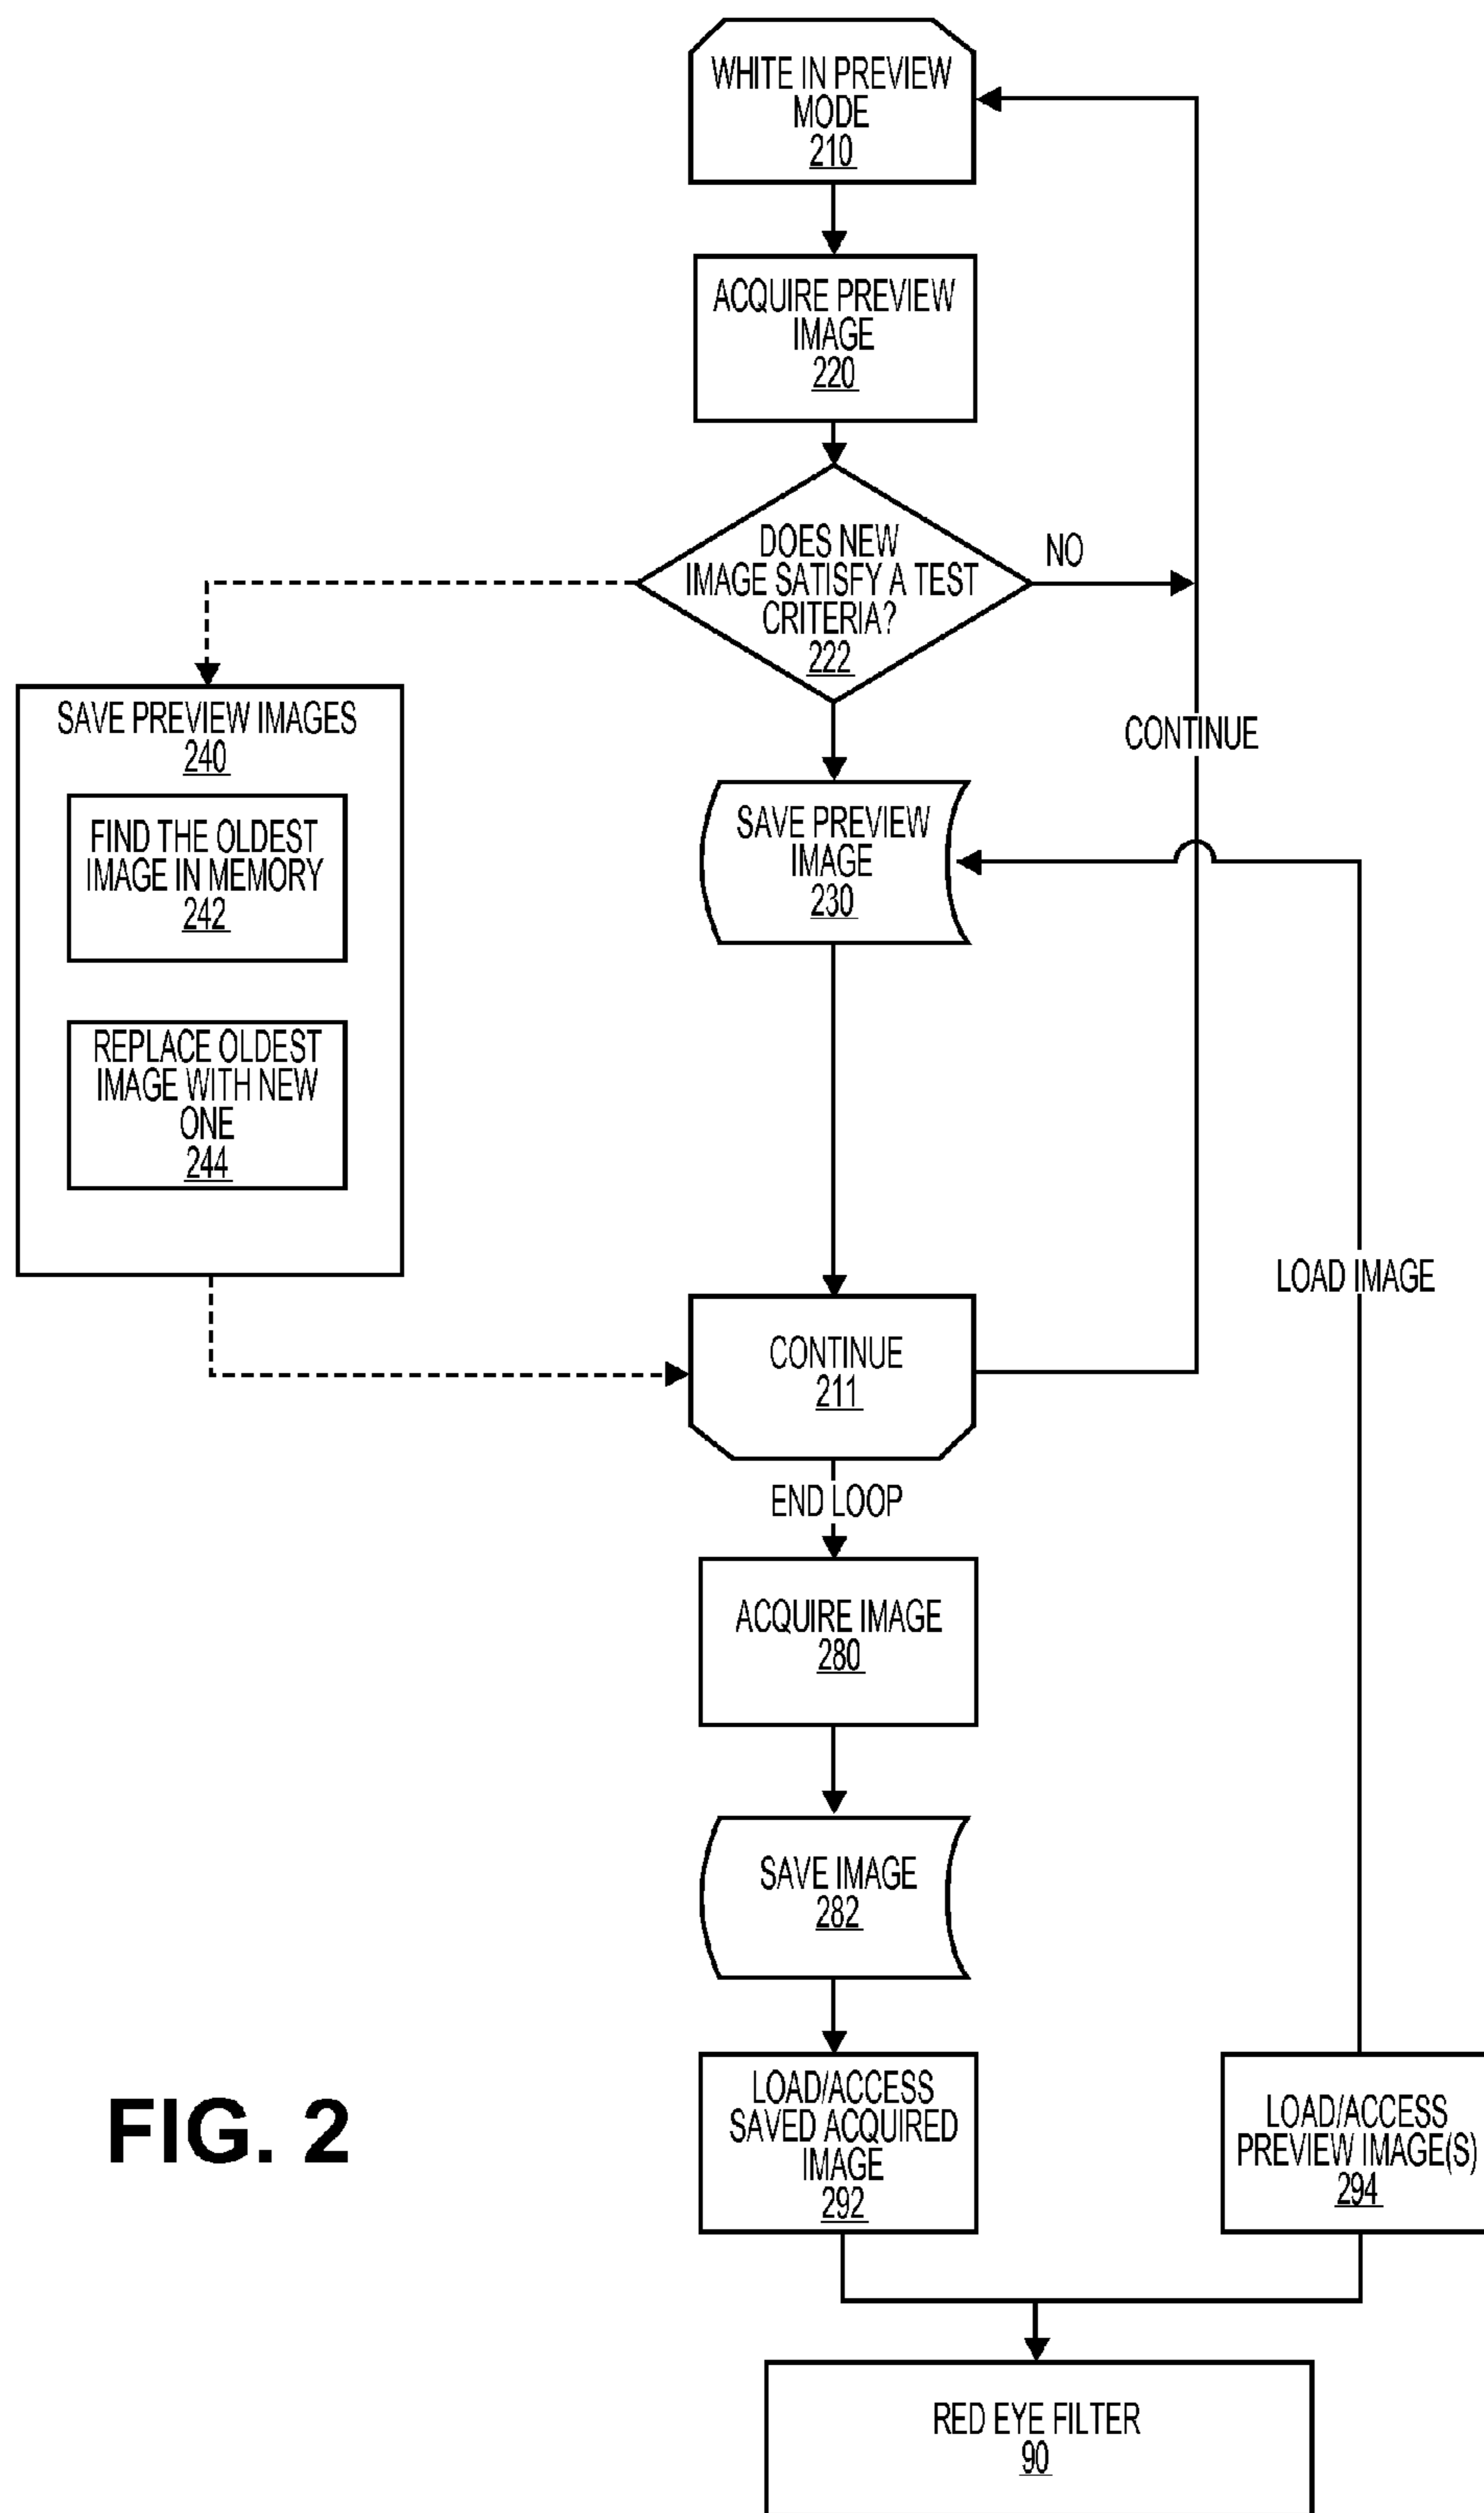 WHITE IN PREVIEW
MODE
210
ACQUIRE PREVIEW
IMAGE
220
DOES NEW
IMAGE SATISFY A TEST
CRITERIA?
222
NO
SAVE PREVIEW IMAGES
240
FIND THE OLDEST
IMAGE IN MEMORY
242
REPLACE OLDEST
IMAGE WITH NEW
ONE
244
CONTINUE
SAVE PREVIEW
IMAGE
230
LOAD IMAGE
CONTINUE
211
END LOOP
ACQUIRE IMAGE
280
SAVE IMAGE
282
LOAD/ACCESS
SAVED ACQUIRED
IMAGE
292
LOAD/ACCESS
PREVIEW IMAGE(S)
294
FIG. 2
RED EYE FILTER
90